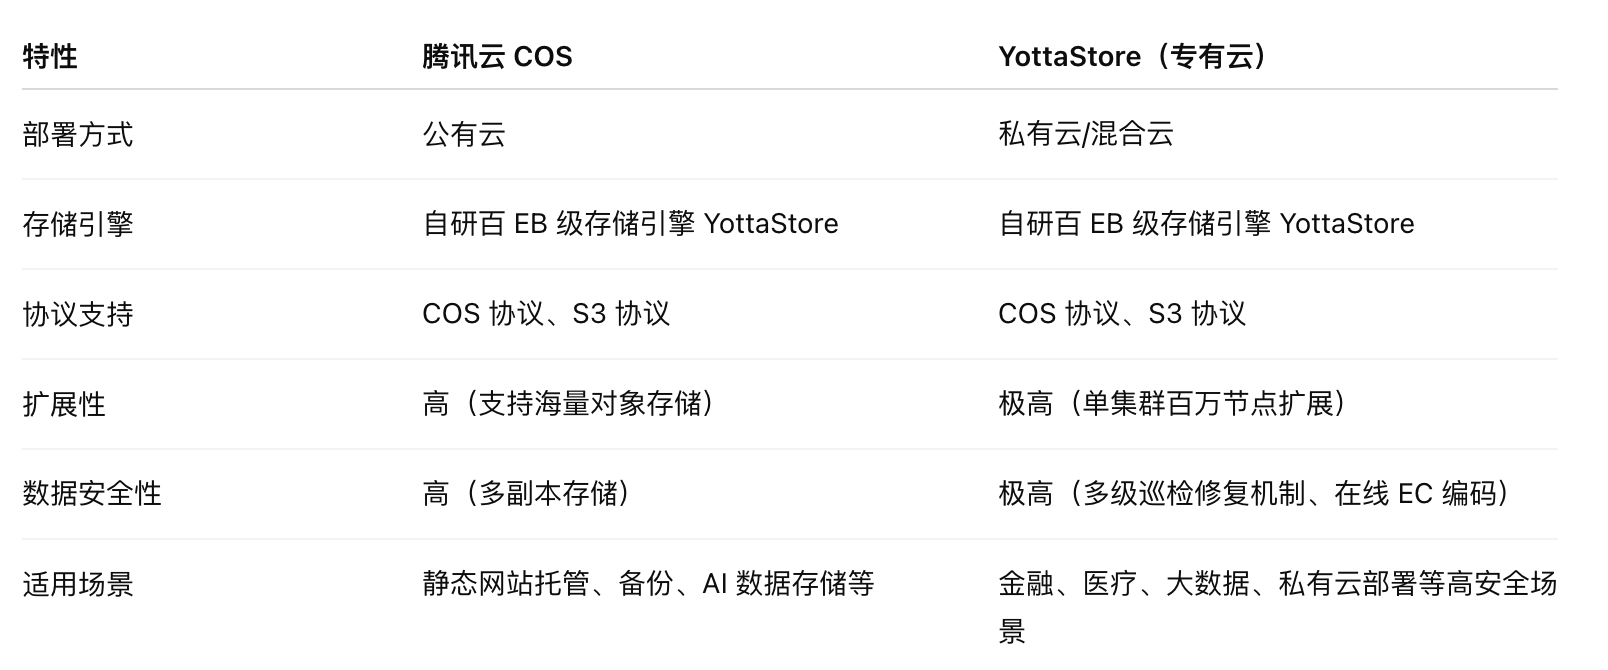 特性 腾讯云 COS YottaStore（专有云）
部署方式 公有云 私有云/混合云
存储引擎 自研百 EB 级存储引擎 YottaStore 自研百 EB 级存储引擎 YottaStore
协议支持 COS 协议、S3 协议 COS 协议、S3 协议
扩展性 高（支持海量对象存储） 极高（单集群百万节点扩展）
数据安全性 高（多副本存储） 极高（多级巡检修复机制、在线 EC 编码）
适用场景 静态网站托管、备份、AI 数据存储等 金融、医疗、大数据、私有云部署等高安全场
景